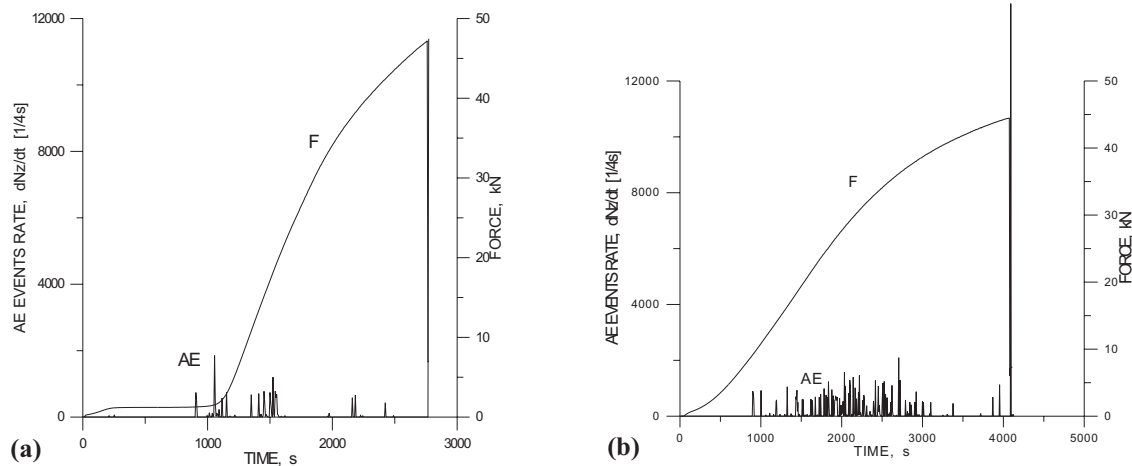 12000
8000
4000
0
AE EVENTS RATE, dNz/dt [1/4s]
F
AE
50
40
30
20
10
0
FORCE, kN
0 1000 2000 3000
TIME, s
(a)
12000
8000
4000
0
AE EVENTS RATE, dNz/dt [1/4s]
F
AE
50
40
30
20
10
0
FORCE, kN
0 1000 2000 3000 4000 5000
TIME, s
(b)